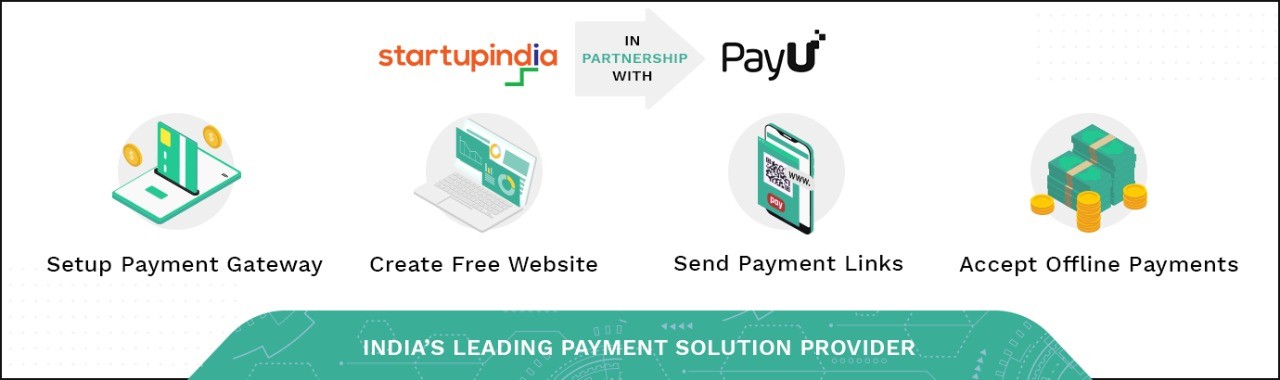 startupindia
IN
PARTNERSHIP
WITH
PayU
www.
pay
Setup Payment Gateway
Create Free Website
Send Payment Links
Accept Offline Payments
INDIA’S LEADING PAYMENT SOLUTION PROVIDER